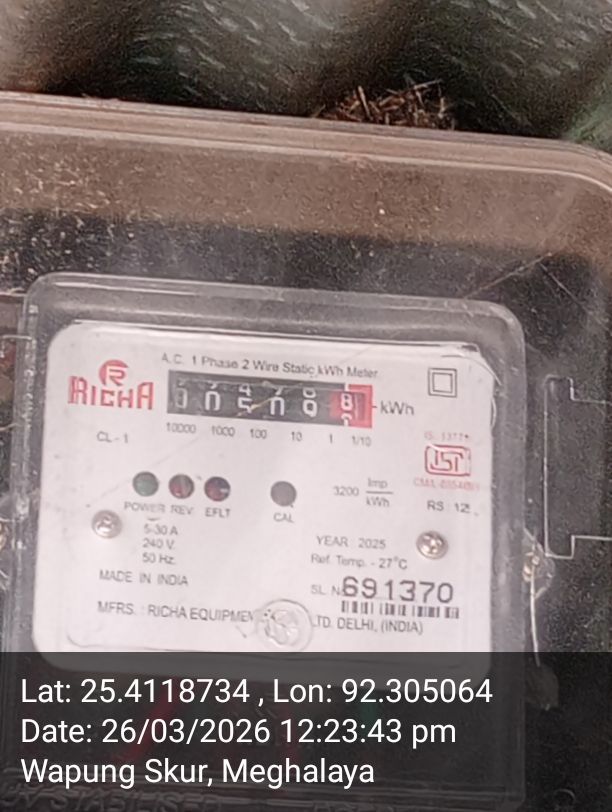 A.C. 1 Phase 2 Wire Static kWh Meter
R
RICHA
kWh
10000 1000 100 10 1 1/10
CL-1
ISI
3200 Imp/kWh
RS : 12
POWER REV. EFLT
CAL
5-30 A
240 V.
50 Hz.
YEAR : 2025
Ref. Temp. - 27°C
MADE IN INDIA
SL. No. 691370
MFRS. : RICHA LTD. DELHI, (INDIA)
Lat: 25.4118734 , Lon: 92.305064
Date: 26/03/2026 12:23:43 pm
Wapung Skur, Meghalaya